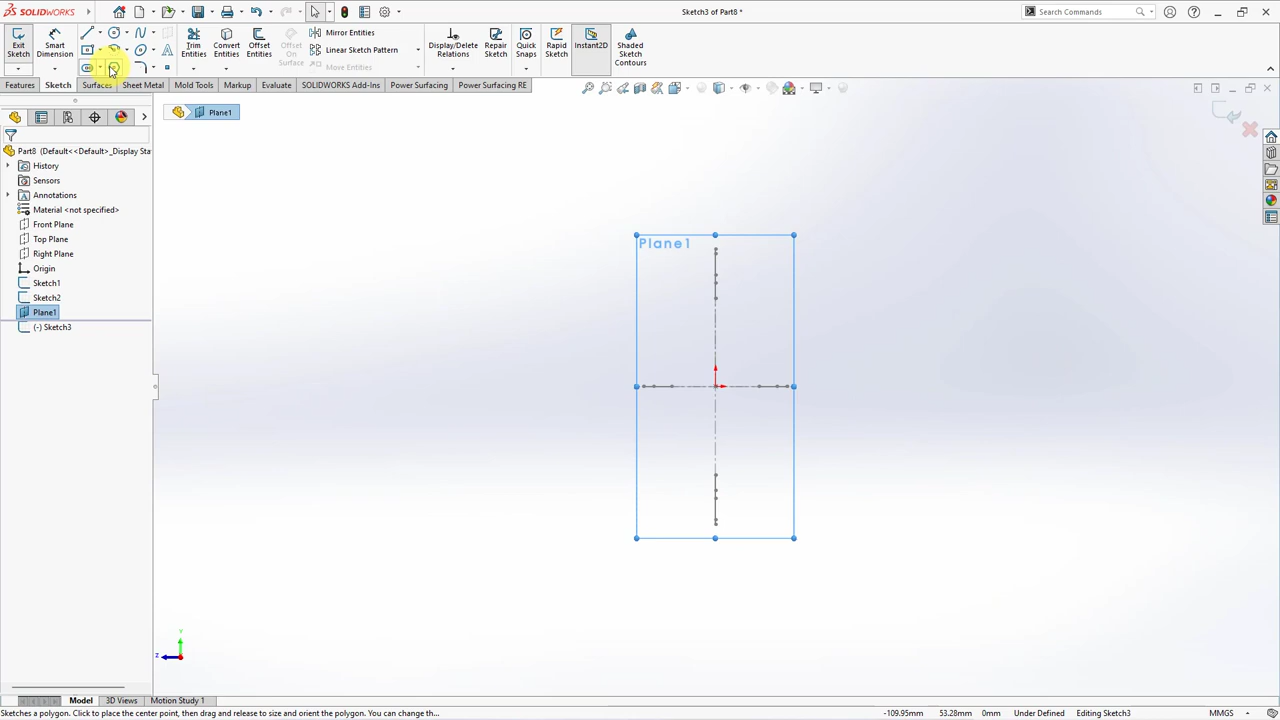 SOLIDWORKS
Sketch3 of Part8 *
Search Commands
Exit Sketch
Smart Dimension
Trim Entities
Convert Entities
Offset Entities
Offset On Surface
Mirror Entities
Linear Sketch Pattern
Move Entities
Display/Delete Relations
Repair Sketch
Quick Snaps
Rapid Sketch
Instant2D
Shaded Sketch Contours
Features
Sketch
Surfaces
Sheet Metal
Mold Tools
Markup
Evaluate
SOLIDWORKS Add-Ins
Power Surfacing
Power Surfacing RE
Plane1
Part8 (Default<<Default>_Display Sta
History
Sensors
Annotations
Material <not specified>
Front Plane
Top Plane
Right Plane
Origin
Sketch1
Sketch2
Plane1
(-) Sketch3
Plane1
Y
Z
Model
3D Views
Motion Study 1
Sketches a polygon. Click to place the center point, then drag and release to size and orient the polygon. You can change th...
-109.95mm
53.28mm
0mm
Under Defined
Editing Sketch3
MMGS